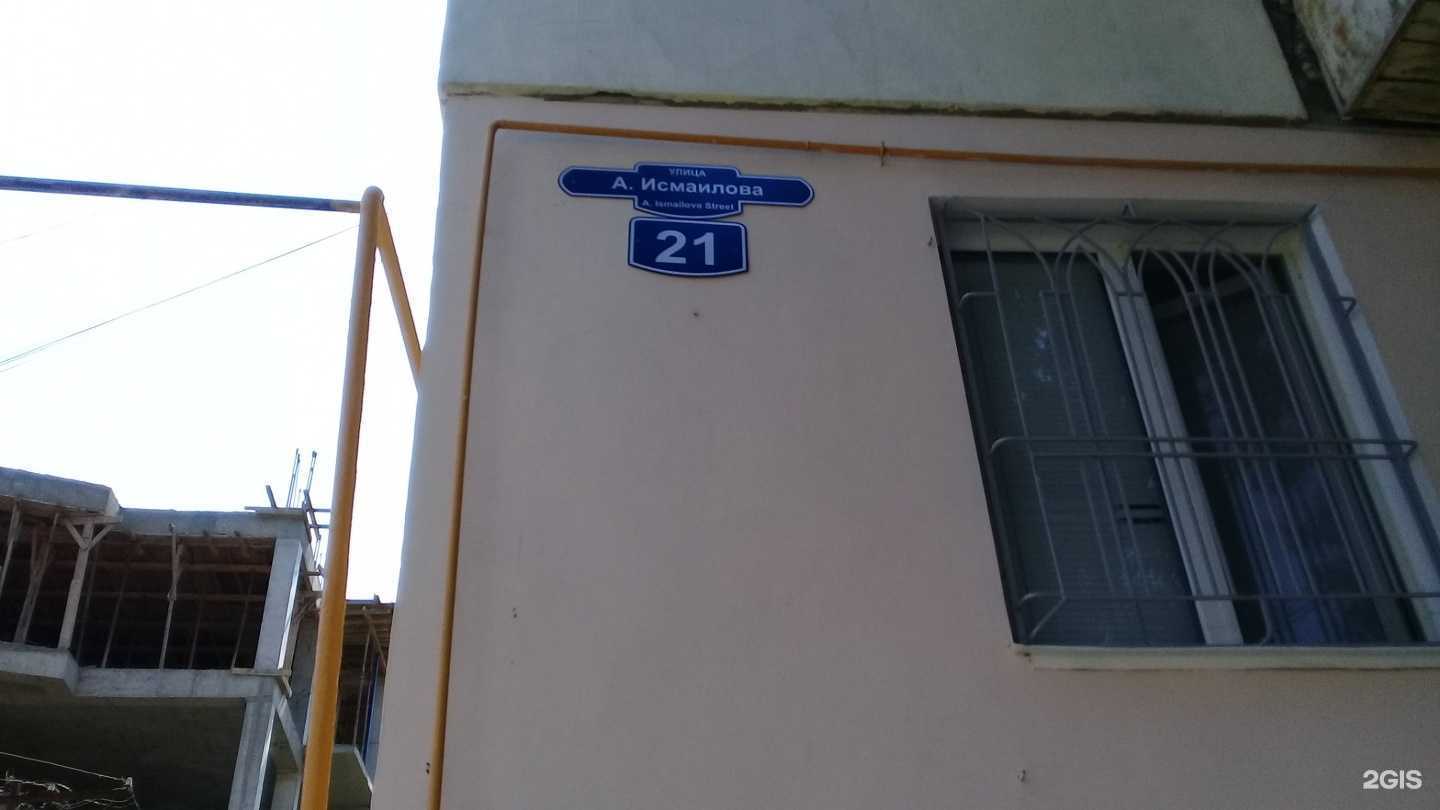 УЛИЦА
А. Исмаилова
A. Ismailova Street
21
2GIS